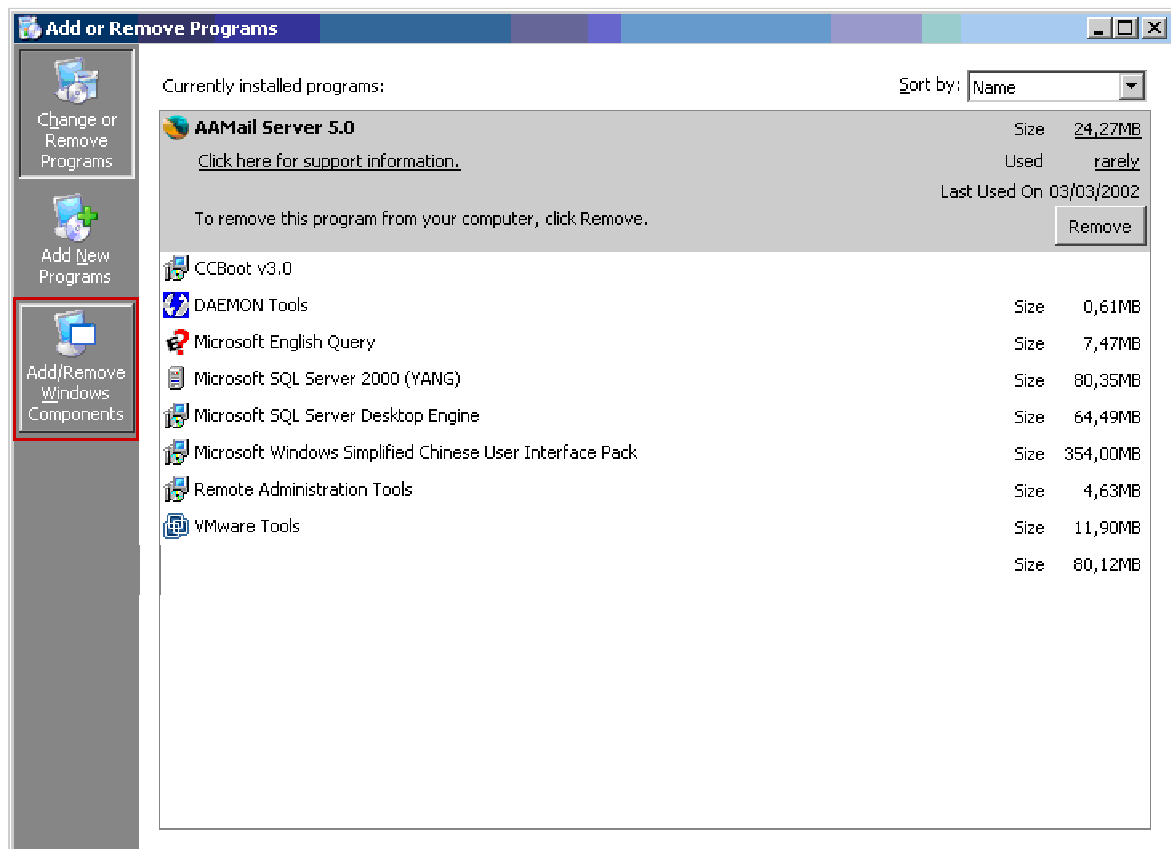 Add or Remove Programs
Change or
Remove
Programs
Add New
Programs
Add/Remove
Windows
Components
Currently installed programs:
Sort by: Name
AAMail Server 5.0 Size 24,27MB
Click here for support information. Used rarely
Last Used On 03/03/2002
To remove this program from your computer, click Remove. Remove
CCBoot v3.0
DAEMON Tools Size 0,61MB
Microsoft English Query Size 7,47MB
Microsoft SQL Server 2000 (YANG) Size 80,35MB
Microsoft SQL Server Desktop Engine Size 64,49MB
Microsoft Windows Simplified Chinese User Interface Pack Size 354,00MB
Remote Administration Tools Size 4,63MB
VMware Tools Size 11,90MB
Size 80,12MB